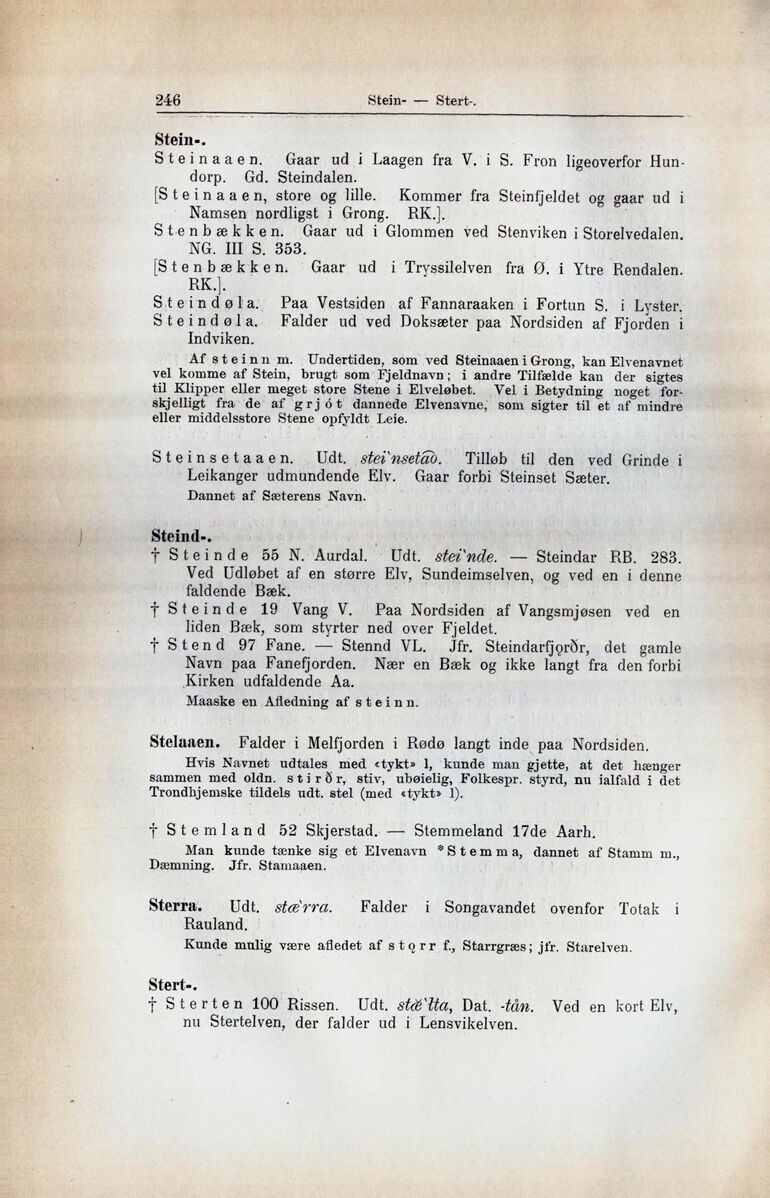 246
Stein- — Stert-.
Stein-.
Steinaaen. Gaar ud i Laagen fra V. i S. Fron ligeoverfor Hun-
dorp. Gd. Steindalen.
[Steinaaen, store og lille. Kommer fra Steinfjeldet og gaar ud i
Namsen nordligst i Grong. RK.].
Stenbækken. Gaar ud i Glommen ved Stenviken i Storelvedalen.
NG. III S. 353.
[Stenbækken. Gaar ud i Tryssilelven fra Ø. i Ytre Rendalen.
RK.].
Steindøla. Paa Vestsiden af Fannaraaken i Fortun S. i Lyster.
Steindøla. Falder ud ved Doksæter paa Nordsiden af Fjorden i
Indviken.
Af steinn m. Undertiden, som ved Steinaaen i Grong, kan Elvenavnet
vel komme af Stein, brugt som Fjeldnavn; i andre Tilfælde kan der sigtes
til Klipper eller meget store Stene i Elveløbet. Vel i Betydning noget for-
skjelligt fra de af grjót dannede Elvenavne, som sigter til et af mindre
eller middelsstore Stene opfyldt Leie.
Steinsetaaen. Udt. Tilløb til den ved Grinde i
Leikanger udmundende Elv. Gaar forbi Steinset Sæter.
Dannet af Sæterens Navn.
Steind-.
† Steinde 55 N. Aurdal. Udt. stei'nde. — Steindar RB. 283.
Ved Udløbet af en større Elv, Sundeimselven, og ved en i denne
faldende Bæk.
† Steinde 19 Vang V. Paa Nordsiden af Vangsmjøsen ved en
liden Bæk, som styrter ned over Fjeldet.
† Stend 97 Fane. — Stennd VL. Jfr. Steindarfjǫrðr, det gamle
Navn paa Fanefjorden. Nær en Bæk og ikke langt fra den forbi
Kirken udfaldende Aa.
Maaske en Afledning af steinn.
Stelaaen. Falder i Melfjorden i Rødø langt inde paa Nordsiden.
Hvis Navnet udtales med «tykt» l, kunde man gjette, at det hænger
sammen med oldn. stirðr, stiv, ubøielig, Folkespr. styrd, nu ialfald i det
Trondhjemske tildels udt. stel (med «tykt» l).
† Stemland 52 Skjerstad. — Stemmeland 17de Aarh.
Man kunde tænke sig et Elvenavn *Stemma, dannet af Stamm m.,
Dæmning. Jfr. Stamaaen.
Sterra. Udt. stæ'rra. Falder i Songavandet ovenfor Totak i
Rauland.
Kunde mulig være afledet af stǫrr f., Starrgræs; jfr. Starelven.
Stert-.
† Sterten 100 Rissen. Udt. Dat. -tån. Ved en kort Elv,
nu Stertelven, der falder ud i Lensvikelven.